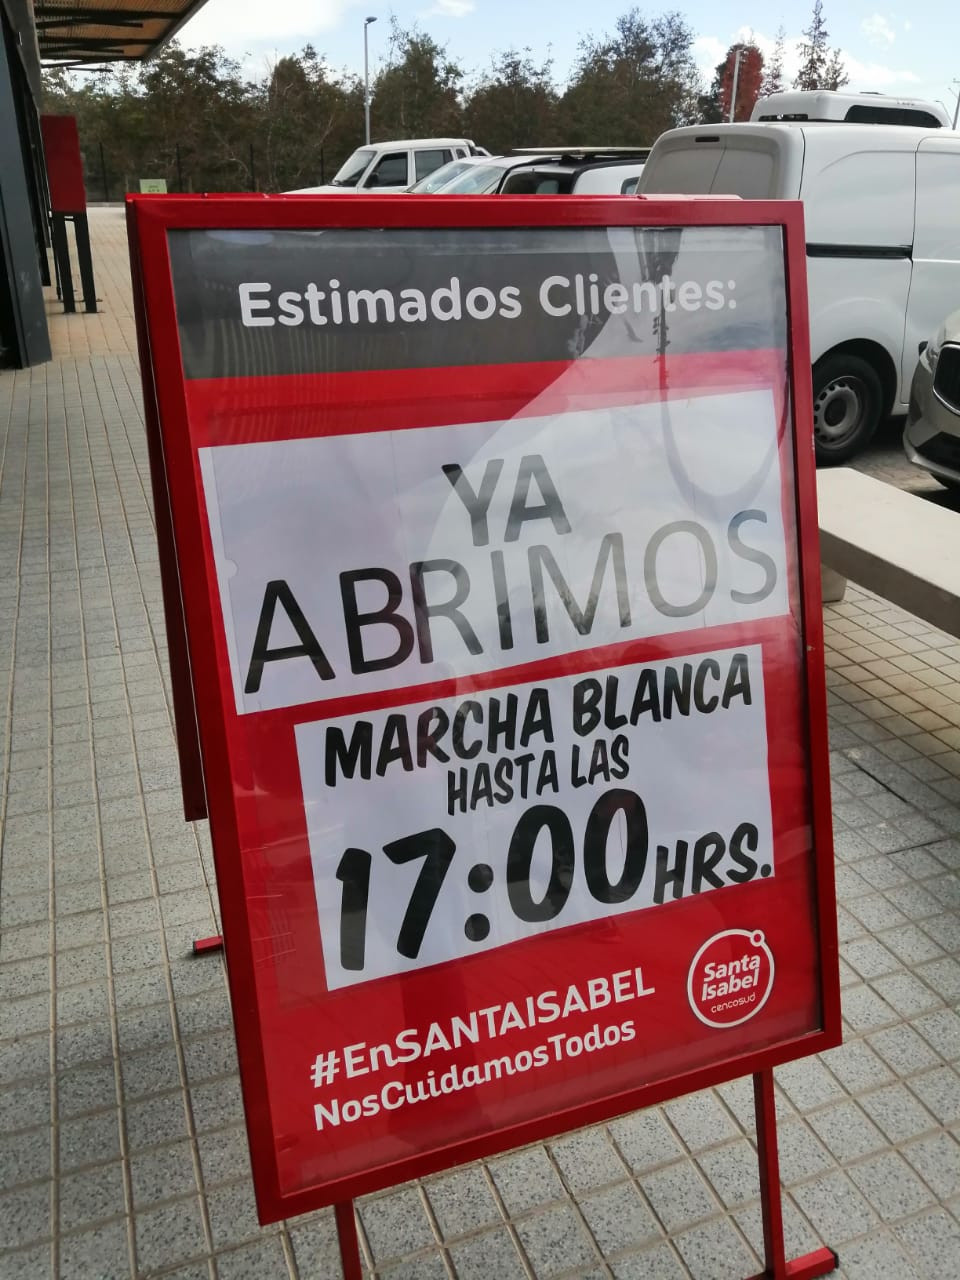 Estimados Clientes:
YA
ABRIMOS
MARCHA BLANCA
HASTA LAS
17:00 HRS.
#EnSANTAISABEL
NosCuidamosTodos
Santa
Isabel
cencosud